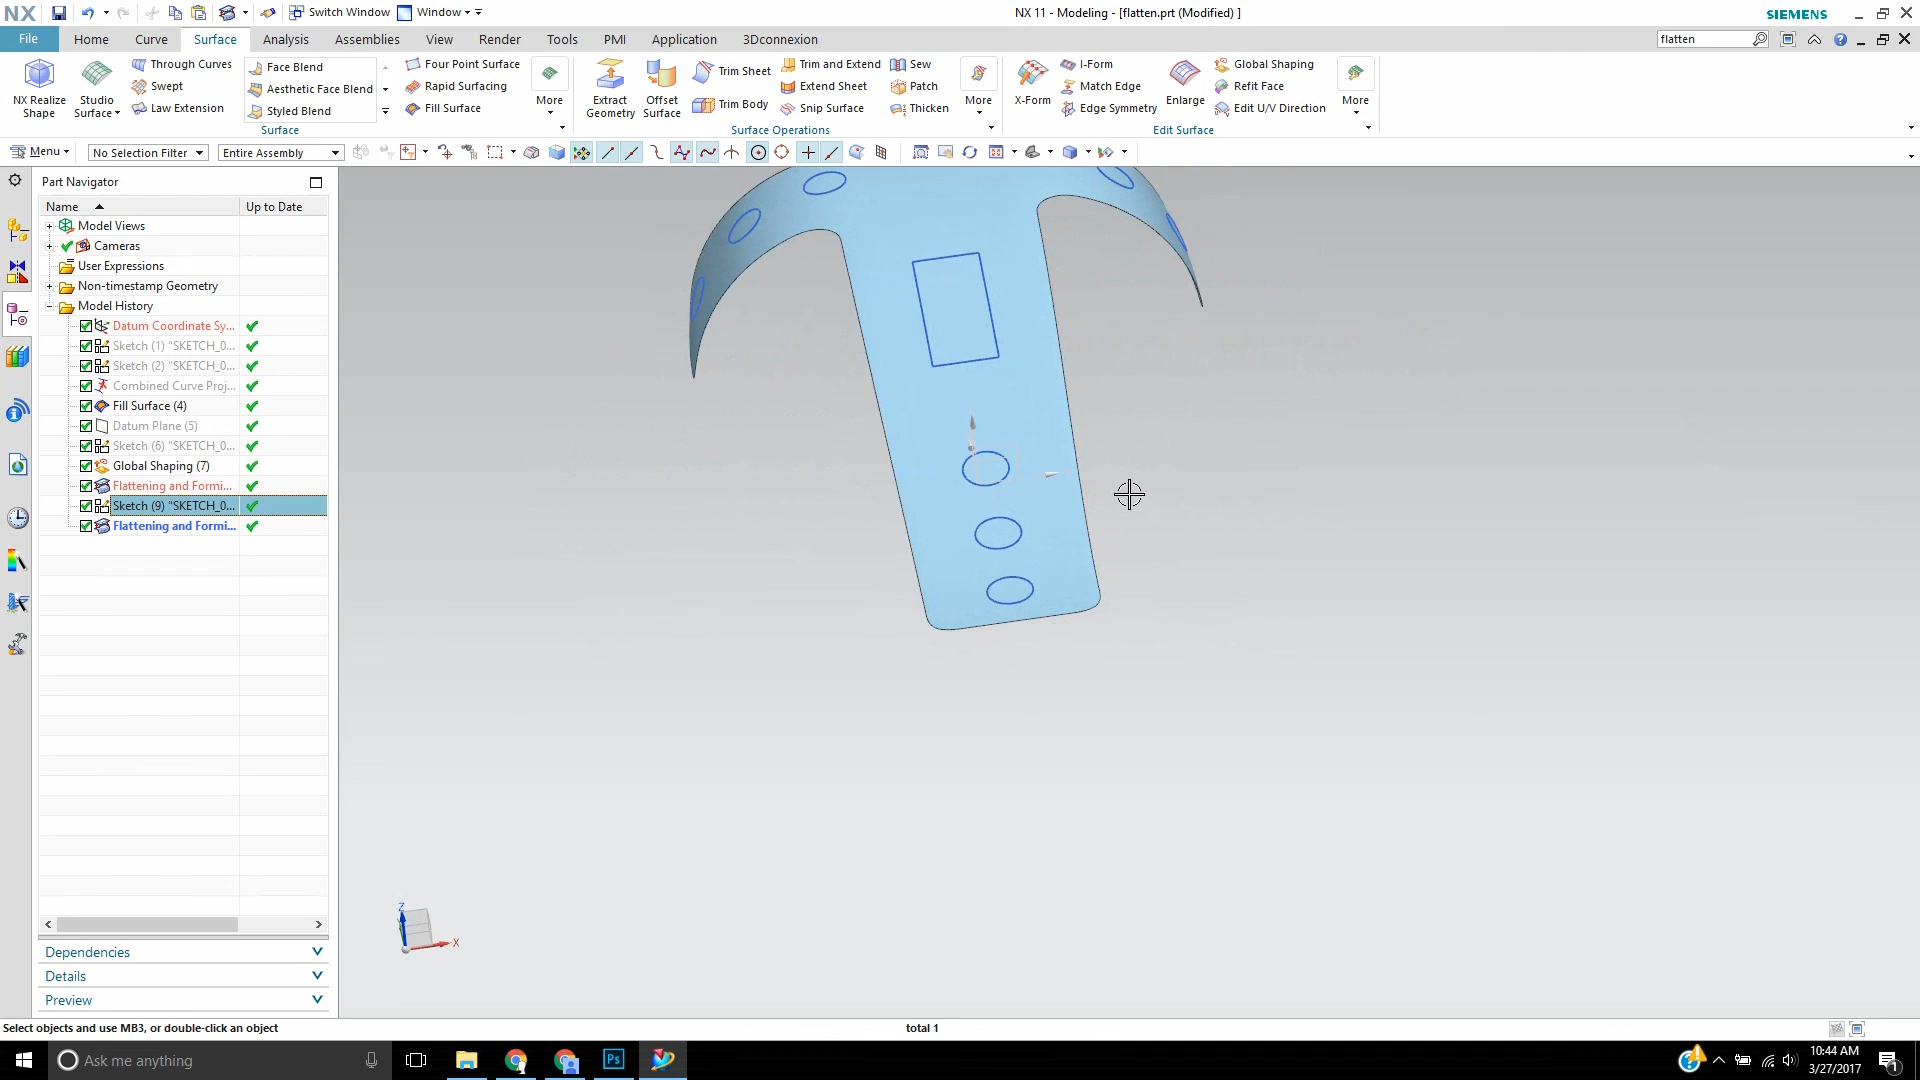 NX Switch Window Window NX 11 - Modeling - [flatten.prt (Modified) ] SIEMENS
File Home Curve Surface Analysis Assemblies View Render Tools PMI Application 3Dconnexion flatten
NX Realize Shape
Studio Surface
Through Curves
Swept
Law Extension
Face Blend
Aesthetic Face Blend
Styled Blend
Four Point Surface
Rapid Surfacing
Fill Surface
More
Surface
Extract Geometry
Offset Surface
Trim Sheet
Trim Body
Trim and Extend
Extend Sheet
Snip Surface
Sew
Patch
Thicken
More
Surface Operations
X-Form
I-Form
Match Edge
Edge Symmetry
Enlarge
Global Shaping
Refit Face
Edit U/V Direction
More
Edit Surface
Menu No Selection Filter Entire Assembly
Part Navigator
Name Up to Date
Model Views
Cameras
User Expressions
Non-timestamp Geometry
Model History
Datum Coordinate Sy...
Sketch (1) "SKETCH_0...
Sketch (2) "SKETCH_0...
Combined Curve Proj...
Fill Surface (4)
Datum Plane (5)
Sketch (6) "SKETCH_0...
Global Shaping (7)
Flattening and Formi...
Sketch (9) "SKETCH_0...
Flattening and Formi...
Z
X
Dependencies
Details
Preview
Select objects and use MB3, or double-click an object total 1
Ask me anything Ps 10:44 AM
3/27/2017 1